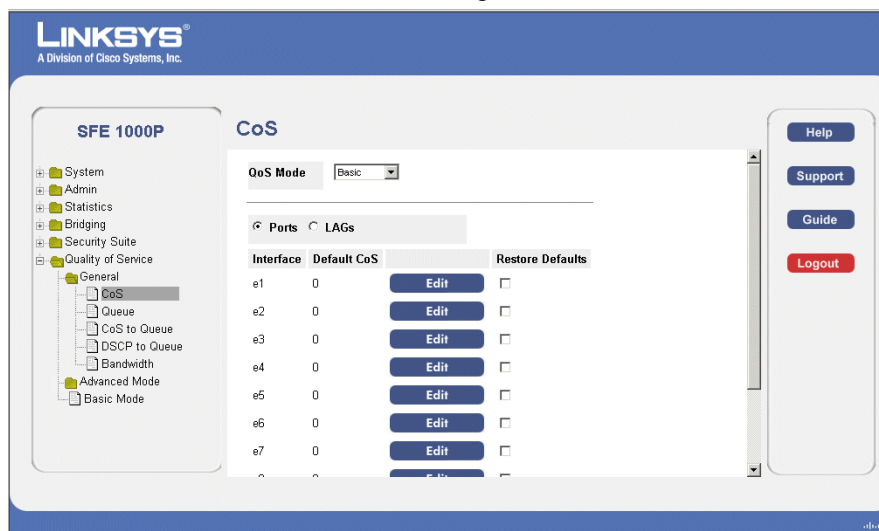 LINKSYS®
A Division of Cisco Systems, Inc.
SFE 1000P
System
Admin
Statistics
Bridging
Security Suite
Quality of Service
General
CoS
Queue
CoS to Queue
DSCP to Queue
Bandwidth
Advanced Mode
Basic Mode
CoS
QoS Mode Basic
Ports LAGs
Interface Default CoS Restore Defaults
e1 0 Edit
e2 0 Edit
e3 0 Edit
e4 0 Edit
e5 0 Edit
e6 0 Edit
e7 0 Edit
Help
Support
Guide
Logout